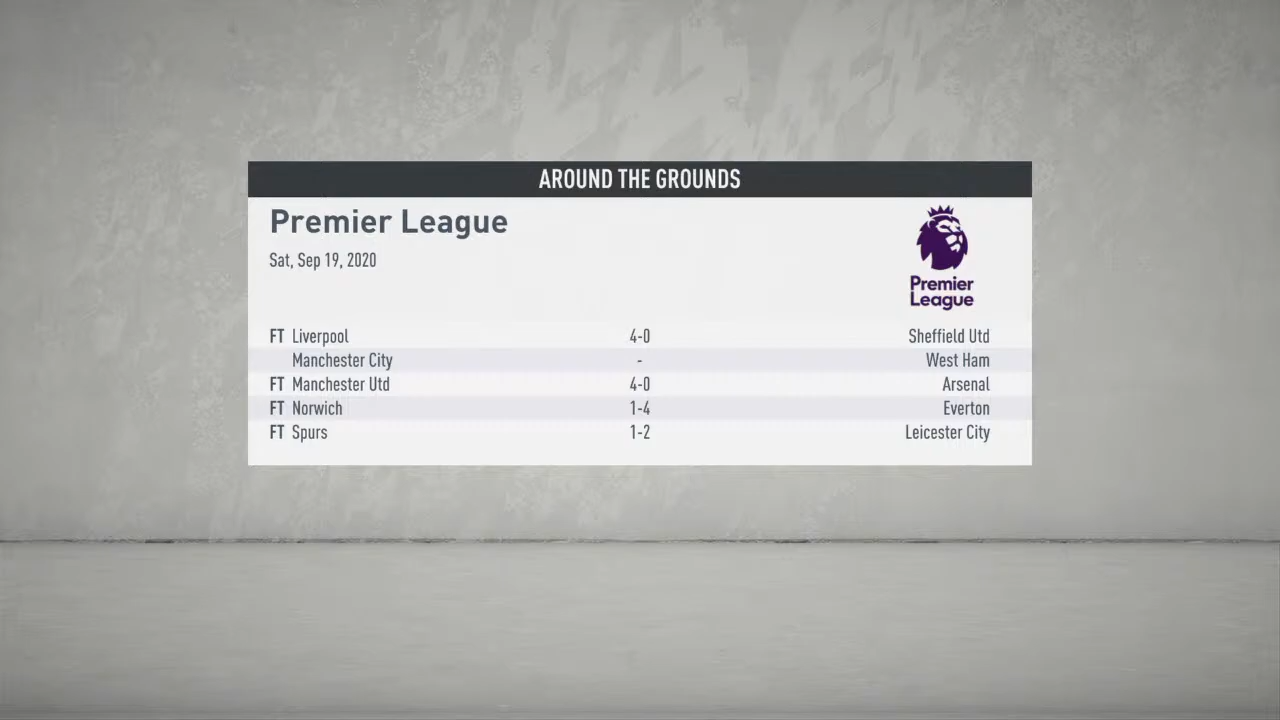 AROUND THE GROUNDS
Premier League
Sat, Sep 19, 2020
Premier
League
FT Liverpool 4-0 Sheffield Utd
Manchester City - West Ham
FT Manchester Utd 4-0 Arsenal
FT Norwich 1-4 Everton
FT Spurs 1-2 Leicester City